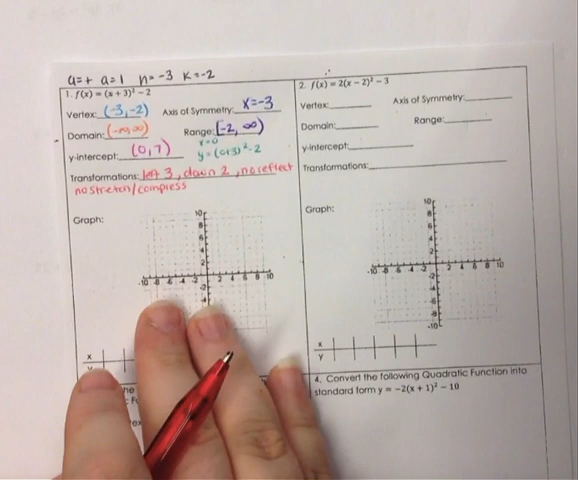 a=+ a=1 h=-3 k=-2
1. f(x) = (x + 3)² - 2
Vertex: (-3,-2) Axis of Symmetry: x=-3
Domain: (-∞,∞) Range: [-2, ∞)
x=0
y-intercept: (0,7) y=(0+3)²-2
Transformations: left 3, down 2, no reflect
no stretch/compress
Graph:
10
8
6
4
2
-10 -8 -6 -4 -2 2 4 6 8 10
-2
-4
x
2. f(x) = 2(x - 2)² - 3
Vertex: Axis of Symmetry:
Domain: Range:
y-intercept:
Transformations:
Graph:
10
8
6
4
2
-10 -8 -6 -4 -2 2 4 6 8 10
-2
-4
-6
-8
-10
x
y
4. Convert the following Quadratic Function into
standard form y = -2(x + 1)² - 10